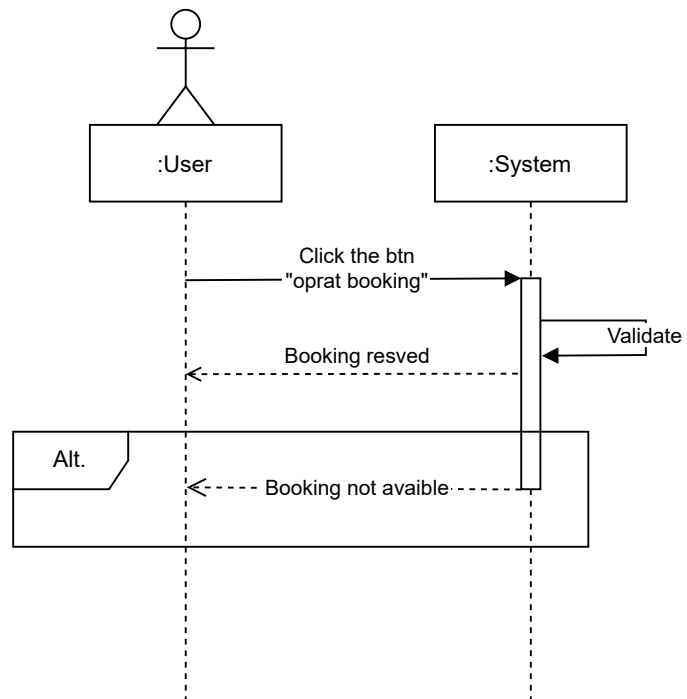 :User
:System
Click the btn
"oprat booking"
Validate
Booking resved
Alt.
Booking not avaible